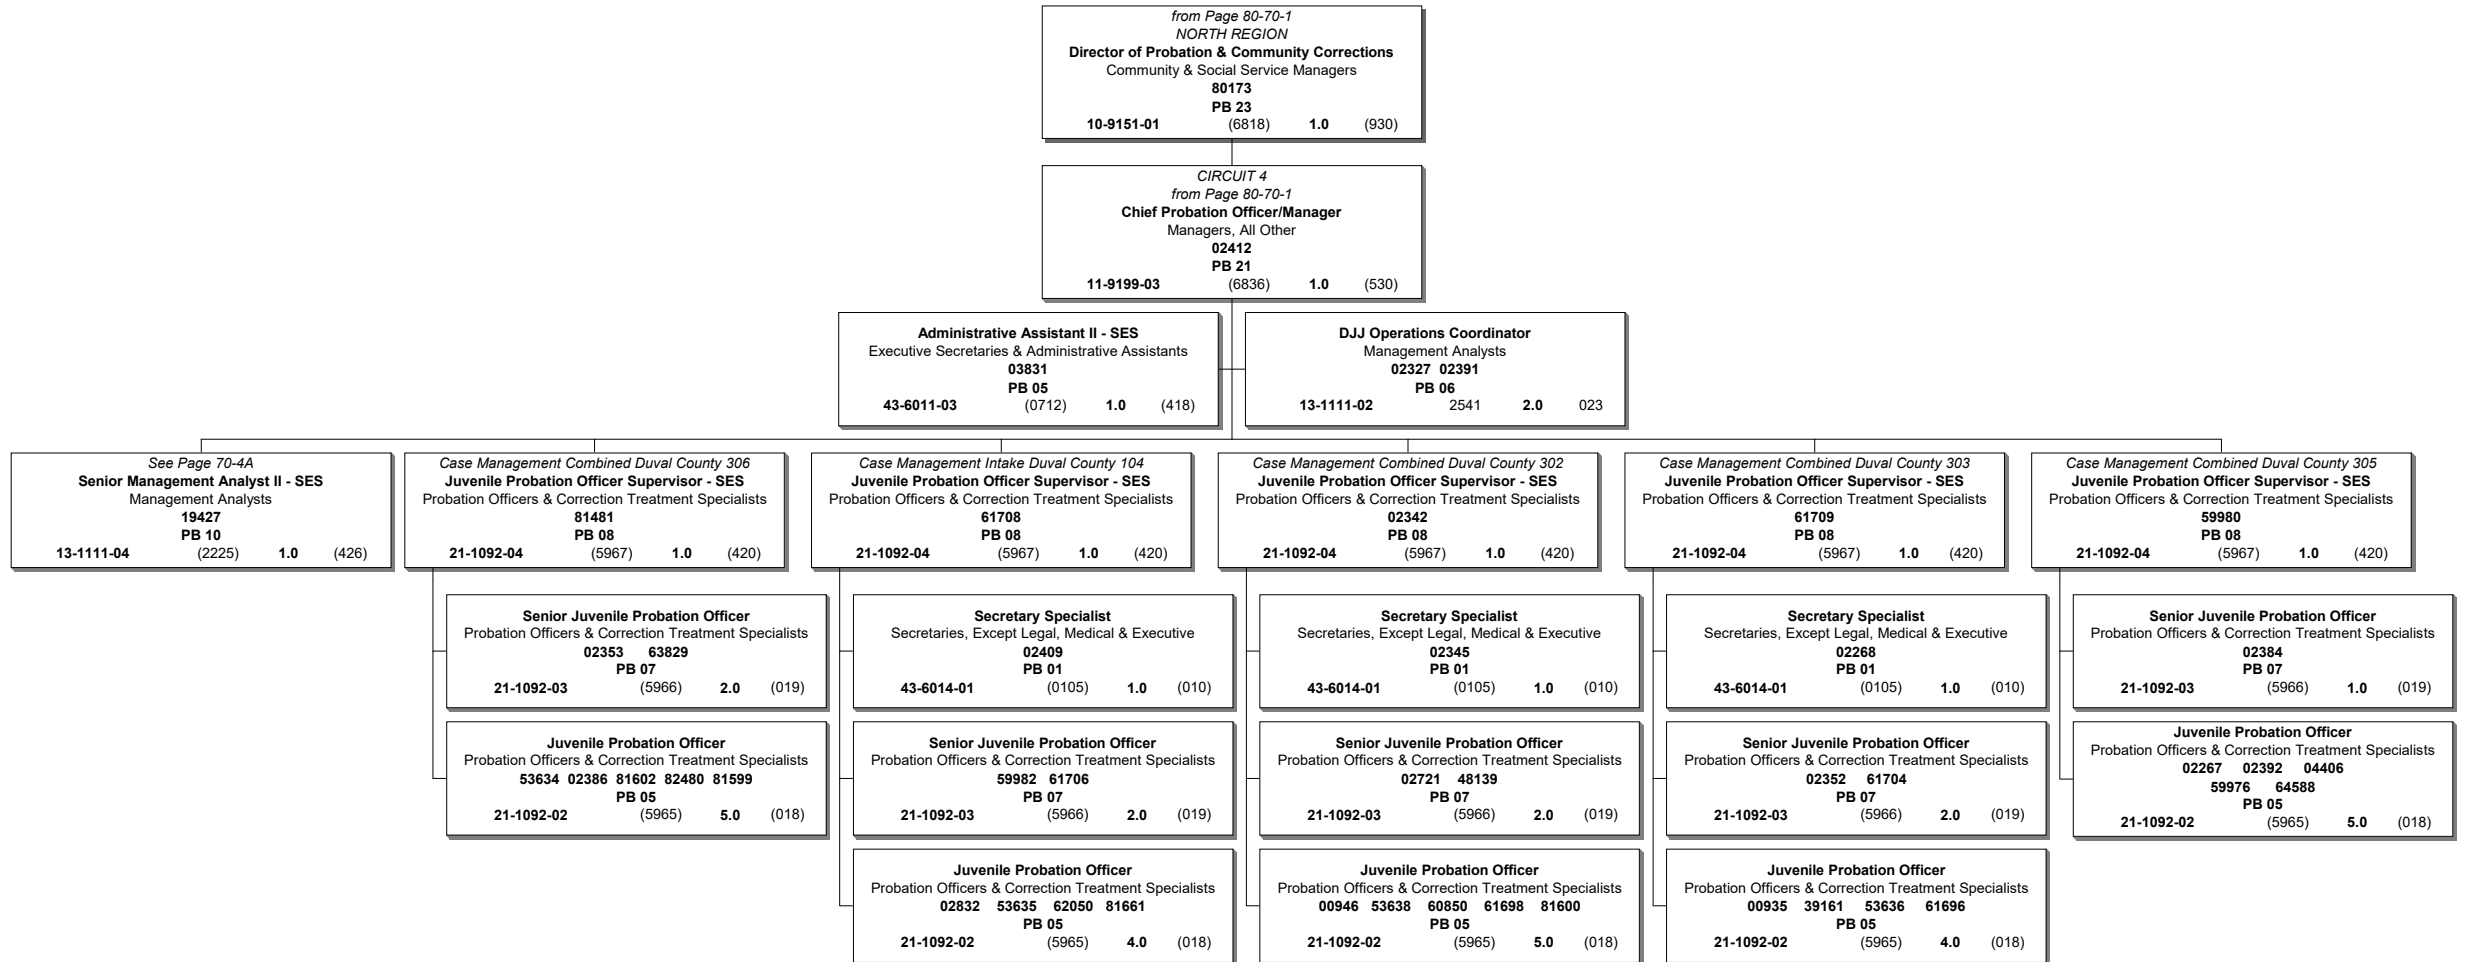 from Page 80-70-1
NORTH REGION
Director of Probation & Community Corrections
Community & Social Service Managers
80173
PB 23
10-9151-01 (6818) 1.0 (930)
CIRCUIT 4
from Page 80-70-1
Chief Probation Officer/Manager
Managers, All Other
02412
PB 21
11-9199-03 (6836) 1.0 (530)
Administrative Assistant II - SES
Executive Secretaries & Administrative Assistants
03831
PB 05
43-6011-03 (0712) 1.0 (418)
DJJ Operations Coordinator
Management Analysts
02327 02391
PB 06
13-1111-02 2541 2.0 023
See Page 70-4A
Senior Management Analyst II - SES
Management Analysts
19427
PB 10
13-1111-04 (2225) 1.0 (426)
Case Management Combined Duval County 306
Juvenile Probation Officer Supervisor - SES
Probation Officers & Correction Treatment Specialists
81481
PB 08
21-1092-04 (5967) 1.0 (420)
Senior Juvenile Probation Officer
Probation Officers & Correction Treatment Specialists
02353 63829
PB 07
21-1092-03 (5966) 2.0 (019)
Juvenile Probation Officer
Probation Officers & Correction Treatment Specialists
53634 02386 81602 82480 81599
PB 05
21-1092-02 (5965) 5.0 (018)
Case Management Intake Duval County 104
Juvenile Probation Officer Supervisor - SES
Probation Officers & Correction Treatment Specialists
61708
PB 08
21-1092-04 (5967) 1.0 (420)
Secretary Specialist
Secretaries, Except Legal, Medical & Executive
02409
PB 01
43-6014-01 (0105) 1.0 (010)
Senior Juvenile Probation Officer
Probation Officers & Correction Treatment Specialists
59982 61706
PB 07
21-1092-03 (5966) 2.0 (019)
Juvenile Probation Officer
Probation Officers & Correction Treatment Specialists
02832 53635 62050 81661
PB 05
21-1092-02 (5965) 4.0 (018)
Case Management Combined Duval County 302
Juvenile Probation Officer Supervisor - SES
Probation Officers & Correction Treatment Specialists
02342
PB 08
21-1092-04 (5967) 1.0 (420)
Secretary Specialist
Secretaries, Except Legal, Medical & Executive
02345
PB 01
43-6014-01 (0105) 1.0 (010)
Senior Juvenile Probation Officer
Probation Officers & Correction Treatment Specialists
02721 48139
PB 07
21-1092-03 (5966) 2.0 (019)
Juvenile Probation Officer
Probation Officers & Correction Treatment Specialists
00946 53638 60850 61698 81600
PB 05
21-1092-02 (5965) 5.0 (018)
Case Management Combined Duval County 303
Juvenile Probation Officer Supervisor - SES
Probation Officers & Correction Treatment Specialists
61709
PB 08
21-1092-04 (5967) 1.0 (420)
Secretary Specialist
Secretaries, Except Legal, Medical & Executive
02268
PB 01
43-6014-01 (0105) 1.0 (010)
Senior Juvenile Probation Officer
Probation Officers & Correction Treatment Specialists
02352 61704
PB 07
21-1092-03 (5966) 2.0 (019)
Juvenile Probation Officer
Probation Officers & Correction Treatment Specialists
00935 39161 53636 61696
PB 05
21-1092-02 (5965) 4.0 (018)
Case Management Combined Duval County 305
Juvenile Probation Officer Supervisor - SES
Probation Officers & Correction Treatment Specialists
59980
PB 08
21-1092-04 (5967) 1.0 (420)
Senior Juvenile Probation Officer
Probation Officers & Correction Treatment Specialists
02384
PB 07
21-1092-03 (5966) 1.0 (019)
Juvenile Probation Officer
Probation Officers & Correction Treatment Specialists
02267 02392 04406
59976 64588
PB 05
21-1092-02 (5965) 5.0 (018)